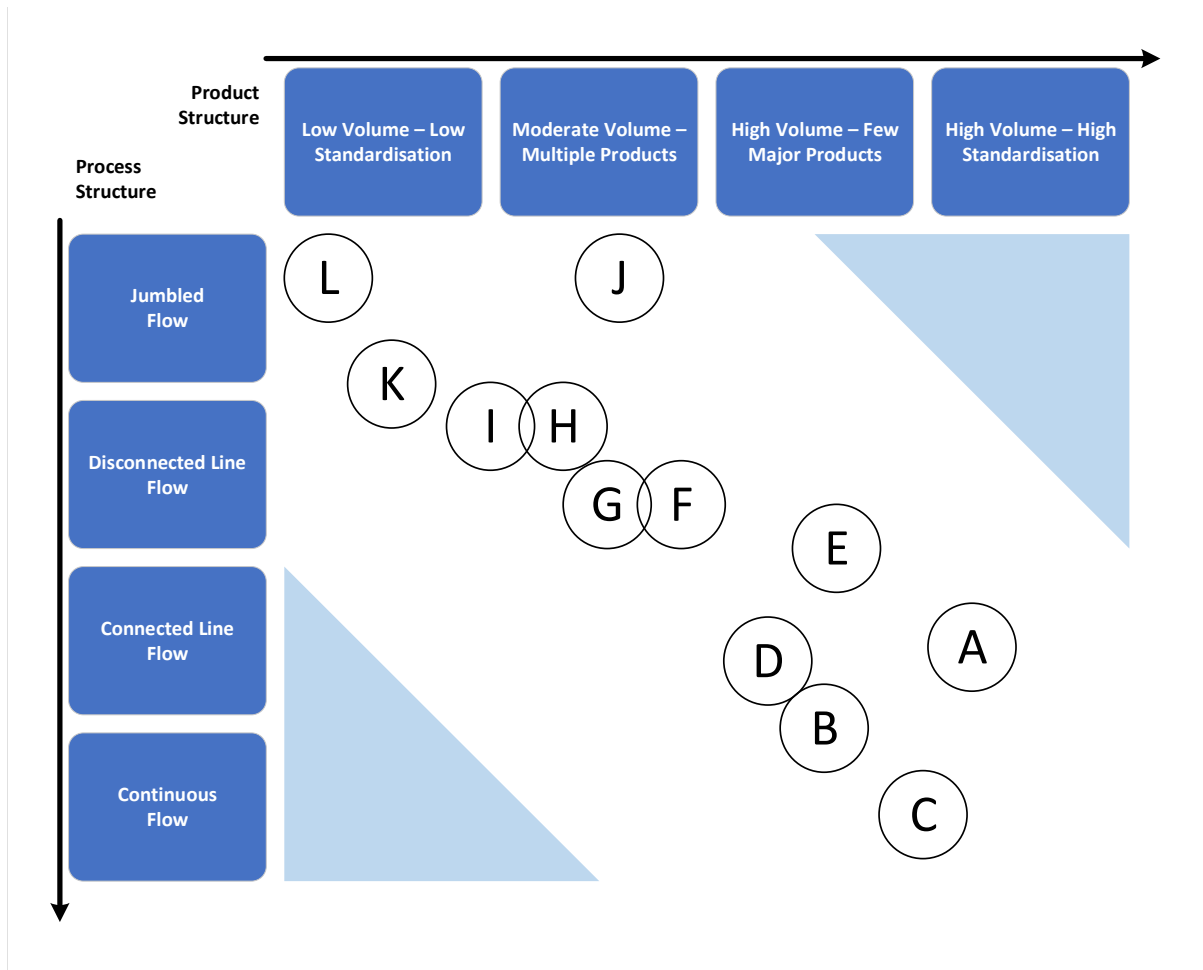 Product
Structure
Process
Structure
Low Volume – Low
Standardisation
Moderate Volume –
Multiple Products
High Volume – Few
Major Products
High Volume – High
Standardisation
Jumbled
Flow
Disconnected Line
Flow
Connected Line
Flow
Continuous
Flow
L
J
K
I
H
G
F
E
D
A
B
C